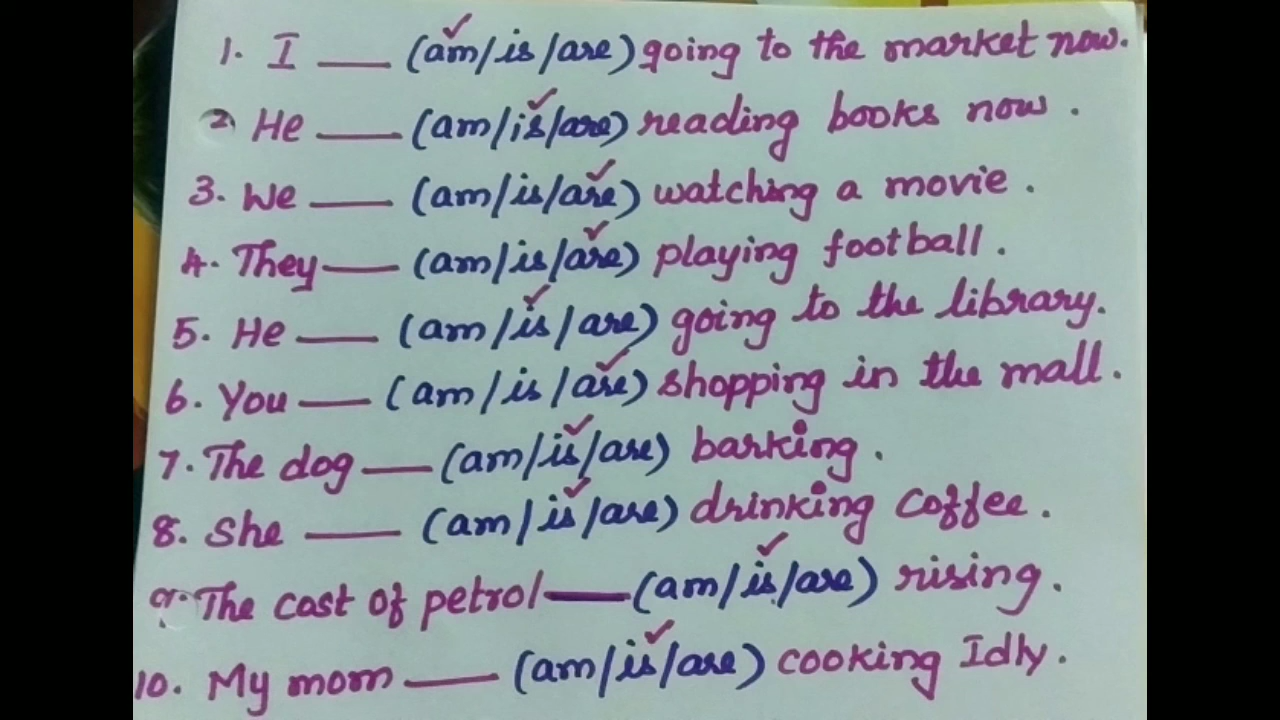 1. I ___ (am/is/are) going to the market now.
2. He ___ (am/is/are) reading books now.
3. We ___ (am/is/are) watching a movie.
4. They ___ (am/is/are) playing football.
5. He ___ (am/is/are) going to the library.
6. You ___ (am/is/are) shopping in the mall.
7. The dog ___ (am/is/are) barking.
8. She ___ (am/is/are) drinking coffee.
9. The cost of petrol ___ (am/is/are) rising.
10. My mom ___ (am/is/are) cooking Idly.